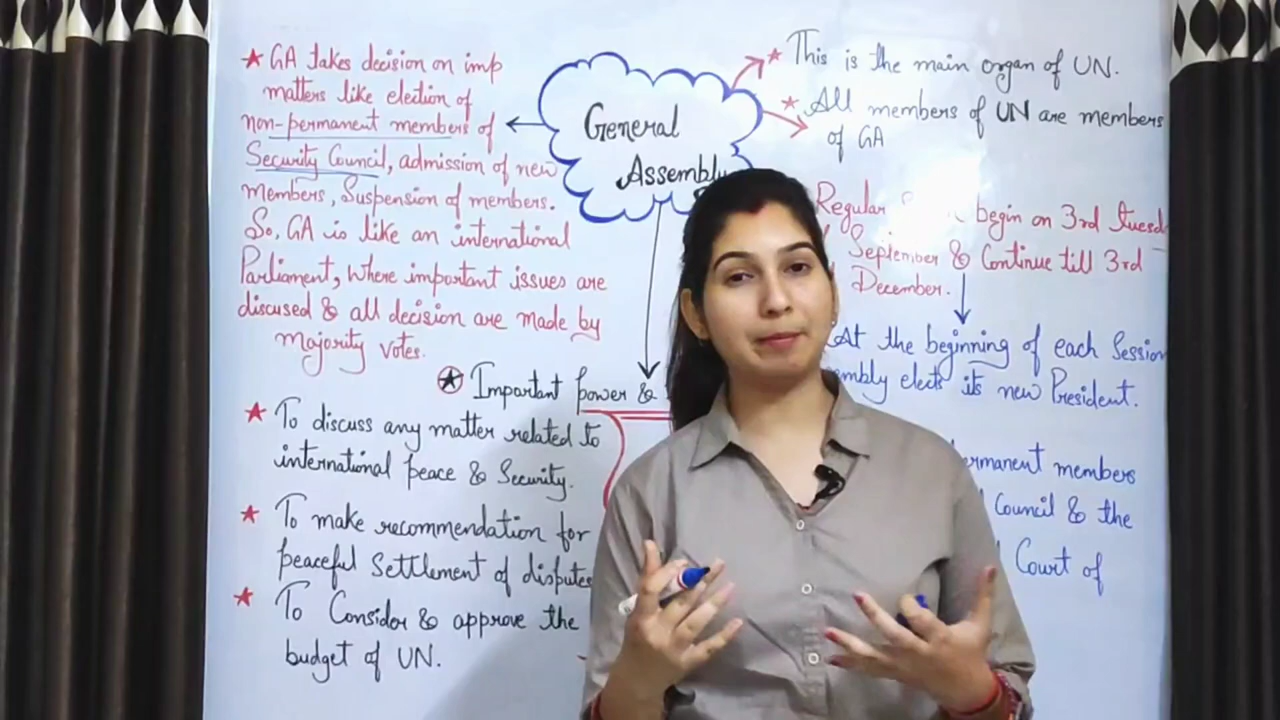 General
Assembly
★ GA takes decision on imp
matters like election of
non-permanent members of
Security Council, admission of new
members, Suspension of members.
So, GA is like an international
Parliament, where important issues are
discused & all decision are made by
majority votes.
★ This is the main organ of UN.
★ All members of UN are members
of GA
Regular begin on 3rd Tuesd
September & Continue till 3rd
December.
At the beginning of each Session
embly elects its new President.
★ Important power &
★ To discuss any matter related to
international peace & Security.
★ To make recommendation for
peaceful Settlement of disputes
★ To Consider & approve the
budget of UN.
ermanent members
Council & the
Court of